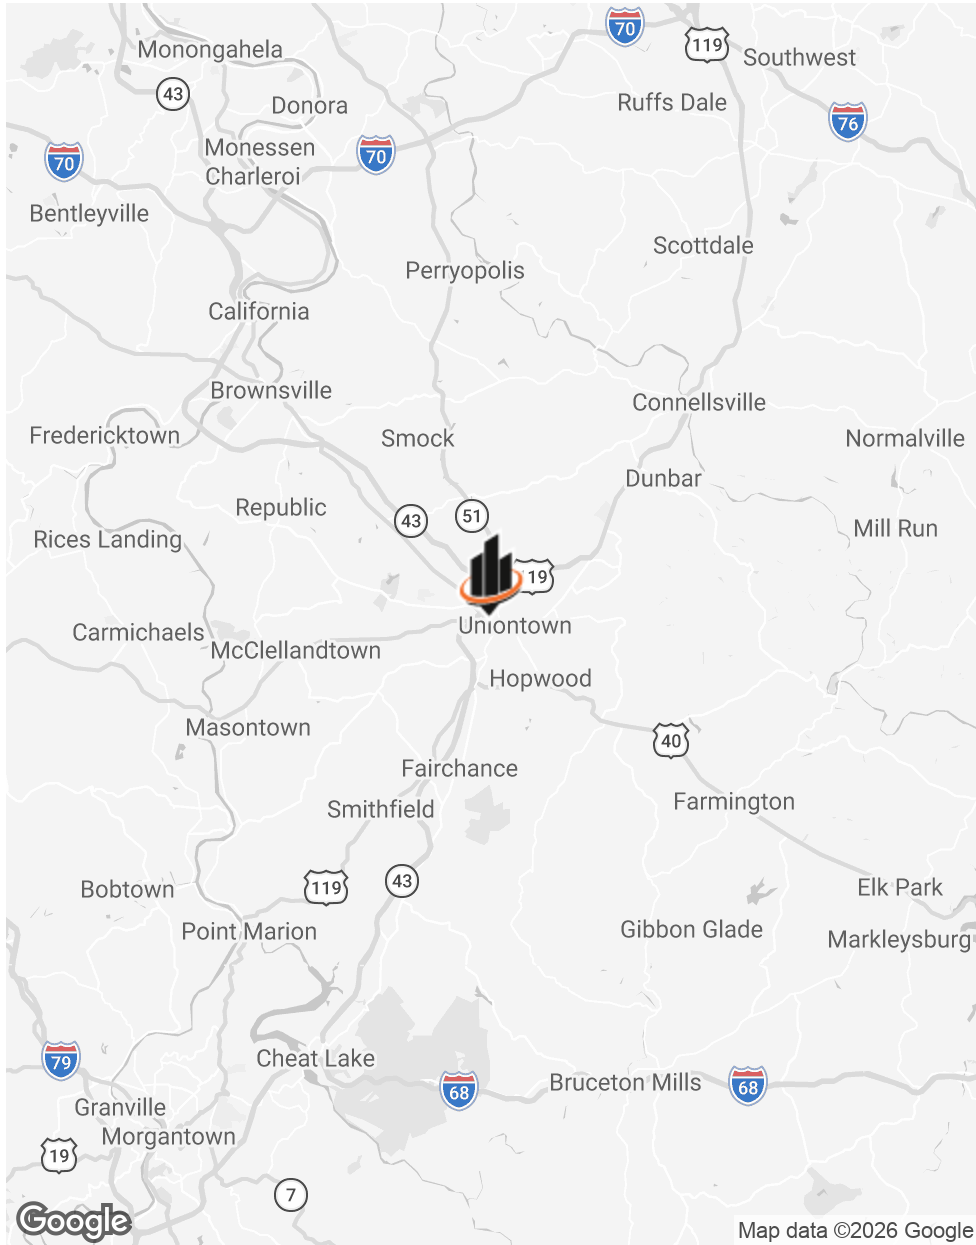 70
119
Monongahela
Southwest
43
Donora
Ruffs Dale
76
Monessen
70
70
Charleroi
Bentleyville
Scottdale
Perryopolis
California
Brownsville
Connellsville
Fredericktown
Smock
Normalville
Dunbar
Republic
43
51
Mill Run
Rices Landing
19
Uniontown
Carmichaels
McClellandtown
Hopwood
Masontown
40
Fairchance
Smithfield
Farmington
43
119
Bobtown
Elk Park
Point Marion
Gibbon Glade
Markleysburg
79
Cheat Lake
68
Bruceton Mills
68
Granville
Morgantown
19
7
Google
Map data ©2026 Google